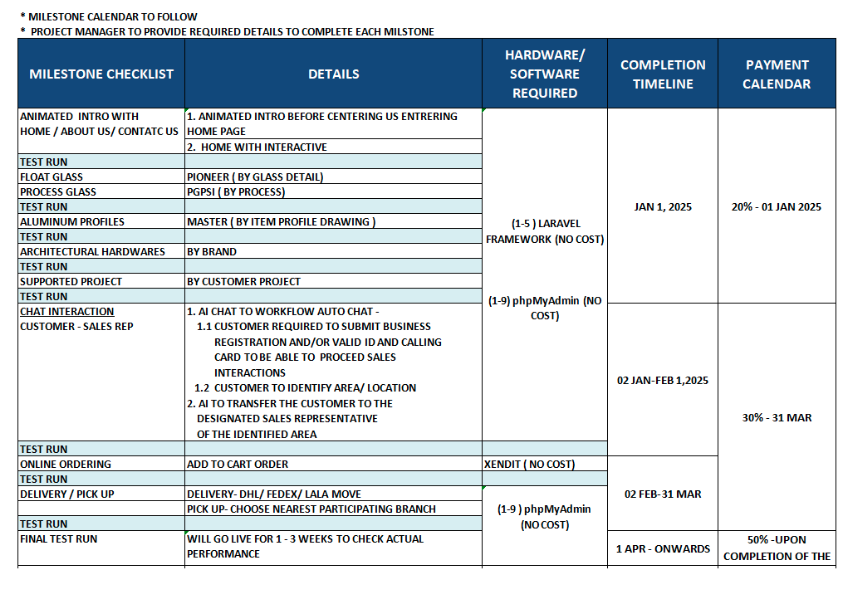 * MILESTONE CALENDAR TO FOLLOW
* PROJECT MANAGER TO PROVIDE REQUIRED DETAILS TO COMPLETE EACH MILSTONE
MILESTONE CHECKLIST
DETAILS
HARDWARE/
SOFTWARE
REQUIRED
COMPLETION
TIMELINE
PAYMENT
CALENDAR
ANIMATED INTRO WITH
HOME / ABOUT US/ CONTATC US
1. ANIMATED INTRO BEFORE CENTERING US ENTRERING
HOME PAGE
2. HOME WITH INTERACTIVE
TEST RUN
FLOAT GLASS
PIONEER ( BY GLASS DETAIL)
PROCESS GLASS
PGPSI ( BY PROCESS)
TEST RUN
ALUMINUM PROFILES
MASTER ( BY ITEM PROFILE DRAWING )
TEST RUN
ARCHITECTURAL HARDWARES
BY BRAND
TEST RUN
SUPPORTED PROJECT
BY CUSTOMER PROJECT
TEST RUN
(1-5 ) LARAVEL
FRAMEWORK (NO COST)
(1-9) phpMyAdmin (NO
COST)
JAN 1, 2025
20% - 01 JAN 2025
CHAT INTERACTION
CUSTOMER - SALES REP
1. AI CHAT TO WORKFLOW AUTO CHAT -
1.1 CUSTOMER REQUIRED TO SUBMIT BUSINESS
REGISTRATION AND/OR VALID ID AND CALLING
CARD TO BE ABLE TO PROCEED SALES
INTERACTIONS
1.2 CUSTOMER TO IDENTIFY AREA/ LOCATION
2. AI TO TRANSFER THE CUSTOMER TO THE
DESIGNATED SALES REPRESENTATIVE
OF THE IDENTIFIED AREA
02 JAN-FEB 1,2025
30% - 31 MAR
TEST RUN
ONLINE ORDERING
ADD TO CART ORDER
XENDIT ( NO COST)
TEST RUN
DELIVERY / PICK UP
DELIVERY- DHL/ FEDEX/ LALA MOVE
PICK UP- CHOOSE NEAREST PARTICIPATING BRANCH
(1-9 ) phpMyAdmin
(NO COST)
02 FEB-31 MAR
TEST RUN
FINAL TEST RUN
WILL GO LIVE FOR 1 - 3 WEEKS TO CHECK ACTUAL
PERFORMANCE
1 APR - ONWARDS
50% -UPON
COMPLETION OF THE